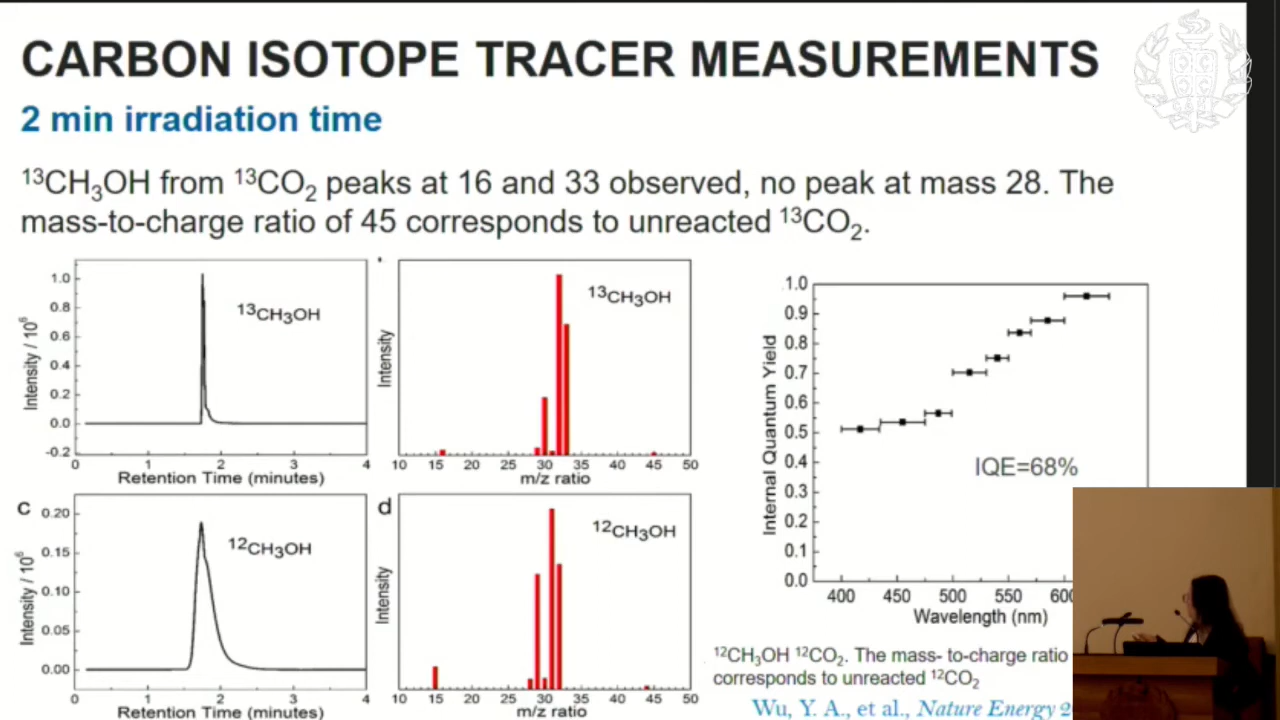 CARBON ISOTOPE TRACER MEASUREMENTS
2 min irradiation time
¹³CH₃OH from ¹³CO₂ peaks at 16 and 33 observed, no peak at mass 28. The
mass-to-charge ratio of 45 corresponds to unreacted ¹³CO₂.
Intensity / 10⁶
1.0
0.8
0.6
0.4
0.2
0.0
-0.2
¹³CH₃OH
0 1 2 3 4
Retention Time (minutes)
Intensity
¹³CH₃OH
10 15 20 25 30 35 40 45 50
m/z ratio
c
Intensity / 10⁶
0.20
0.15
0.10
0.05
0.00
¹²CH₃OH
0 1 2 3 4
Retention Time (minutes)
d
Intensity
¹²CH₃OH
10 15 20 25 30 35 40 45 50
m/z ratio
Internal Quantum Yield
1.0
0.9
0.8
0.7
0.6
0.5
0.4
0.3
0.2
0.1
0.0
IQE=68%
400 450 500 550
Wavelength (nm)
¹²CH₃OH ¹²CO₂. The mass- to-charge ratio
corresponds to unreacted ¹²CO₂
Wu, Y. A., et al., Nature Energy